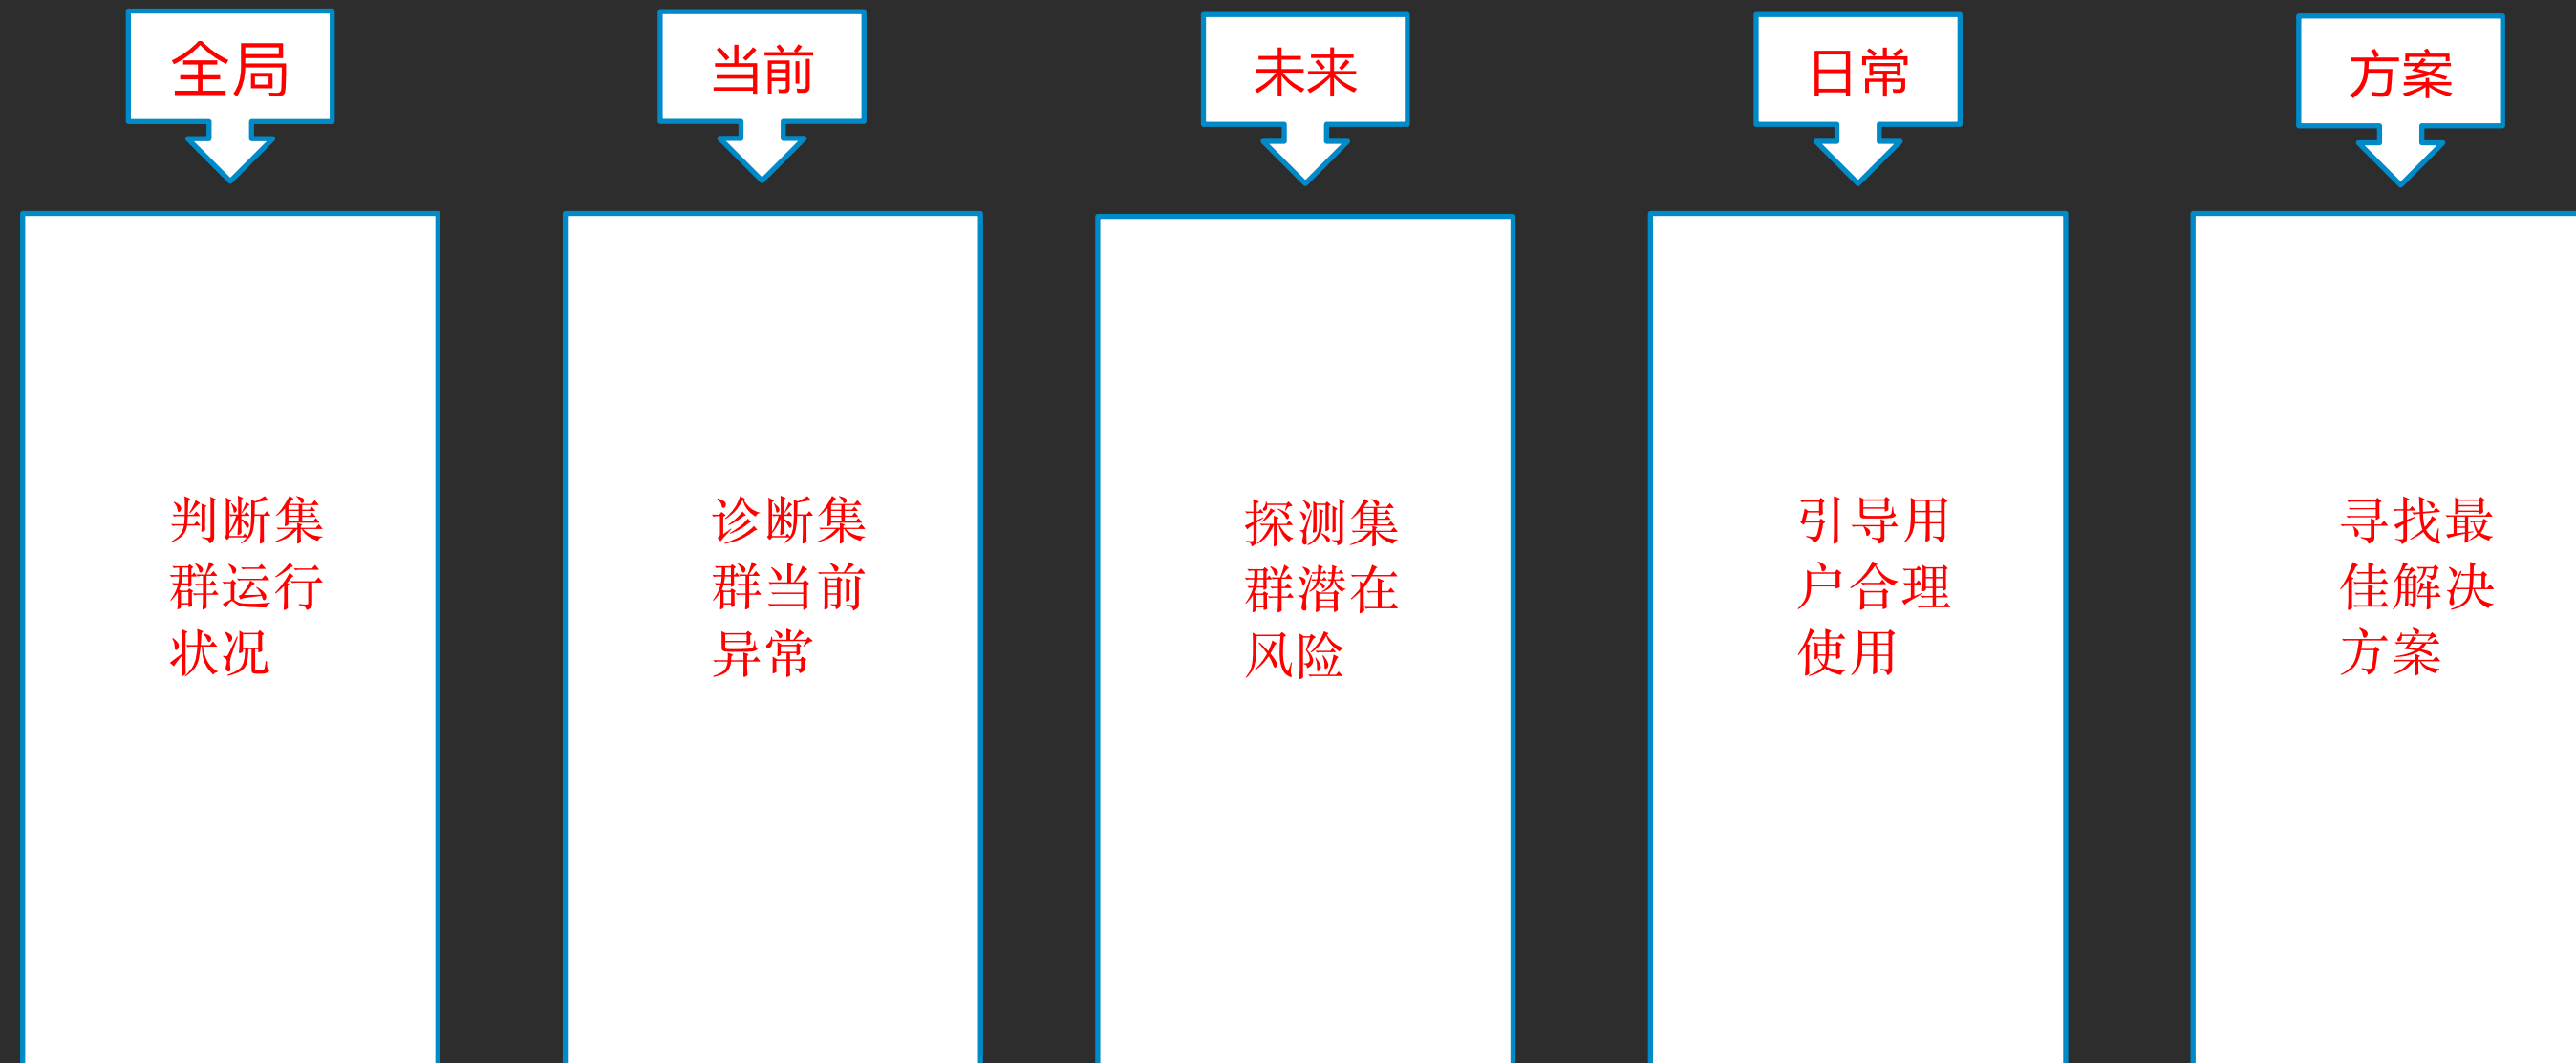 全局
当前
未来
日常
方案
判断集
群运行
状况
诊断集
群当前
异常
探测集
群潜在
风险
引导用
户合理
使用
寻找最
佳解决
方案